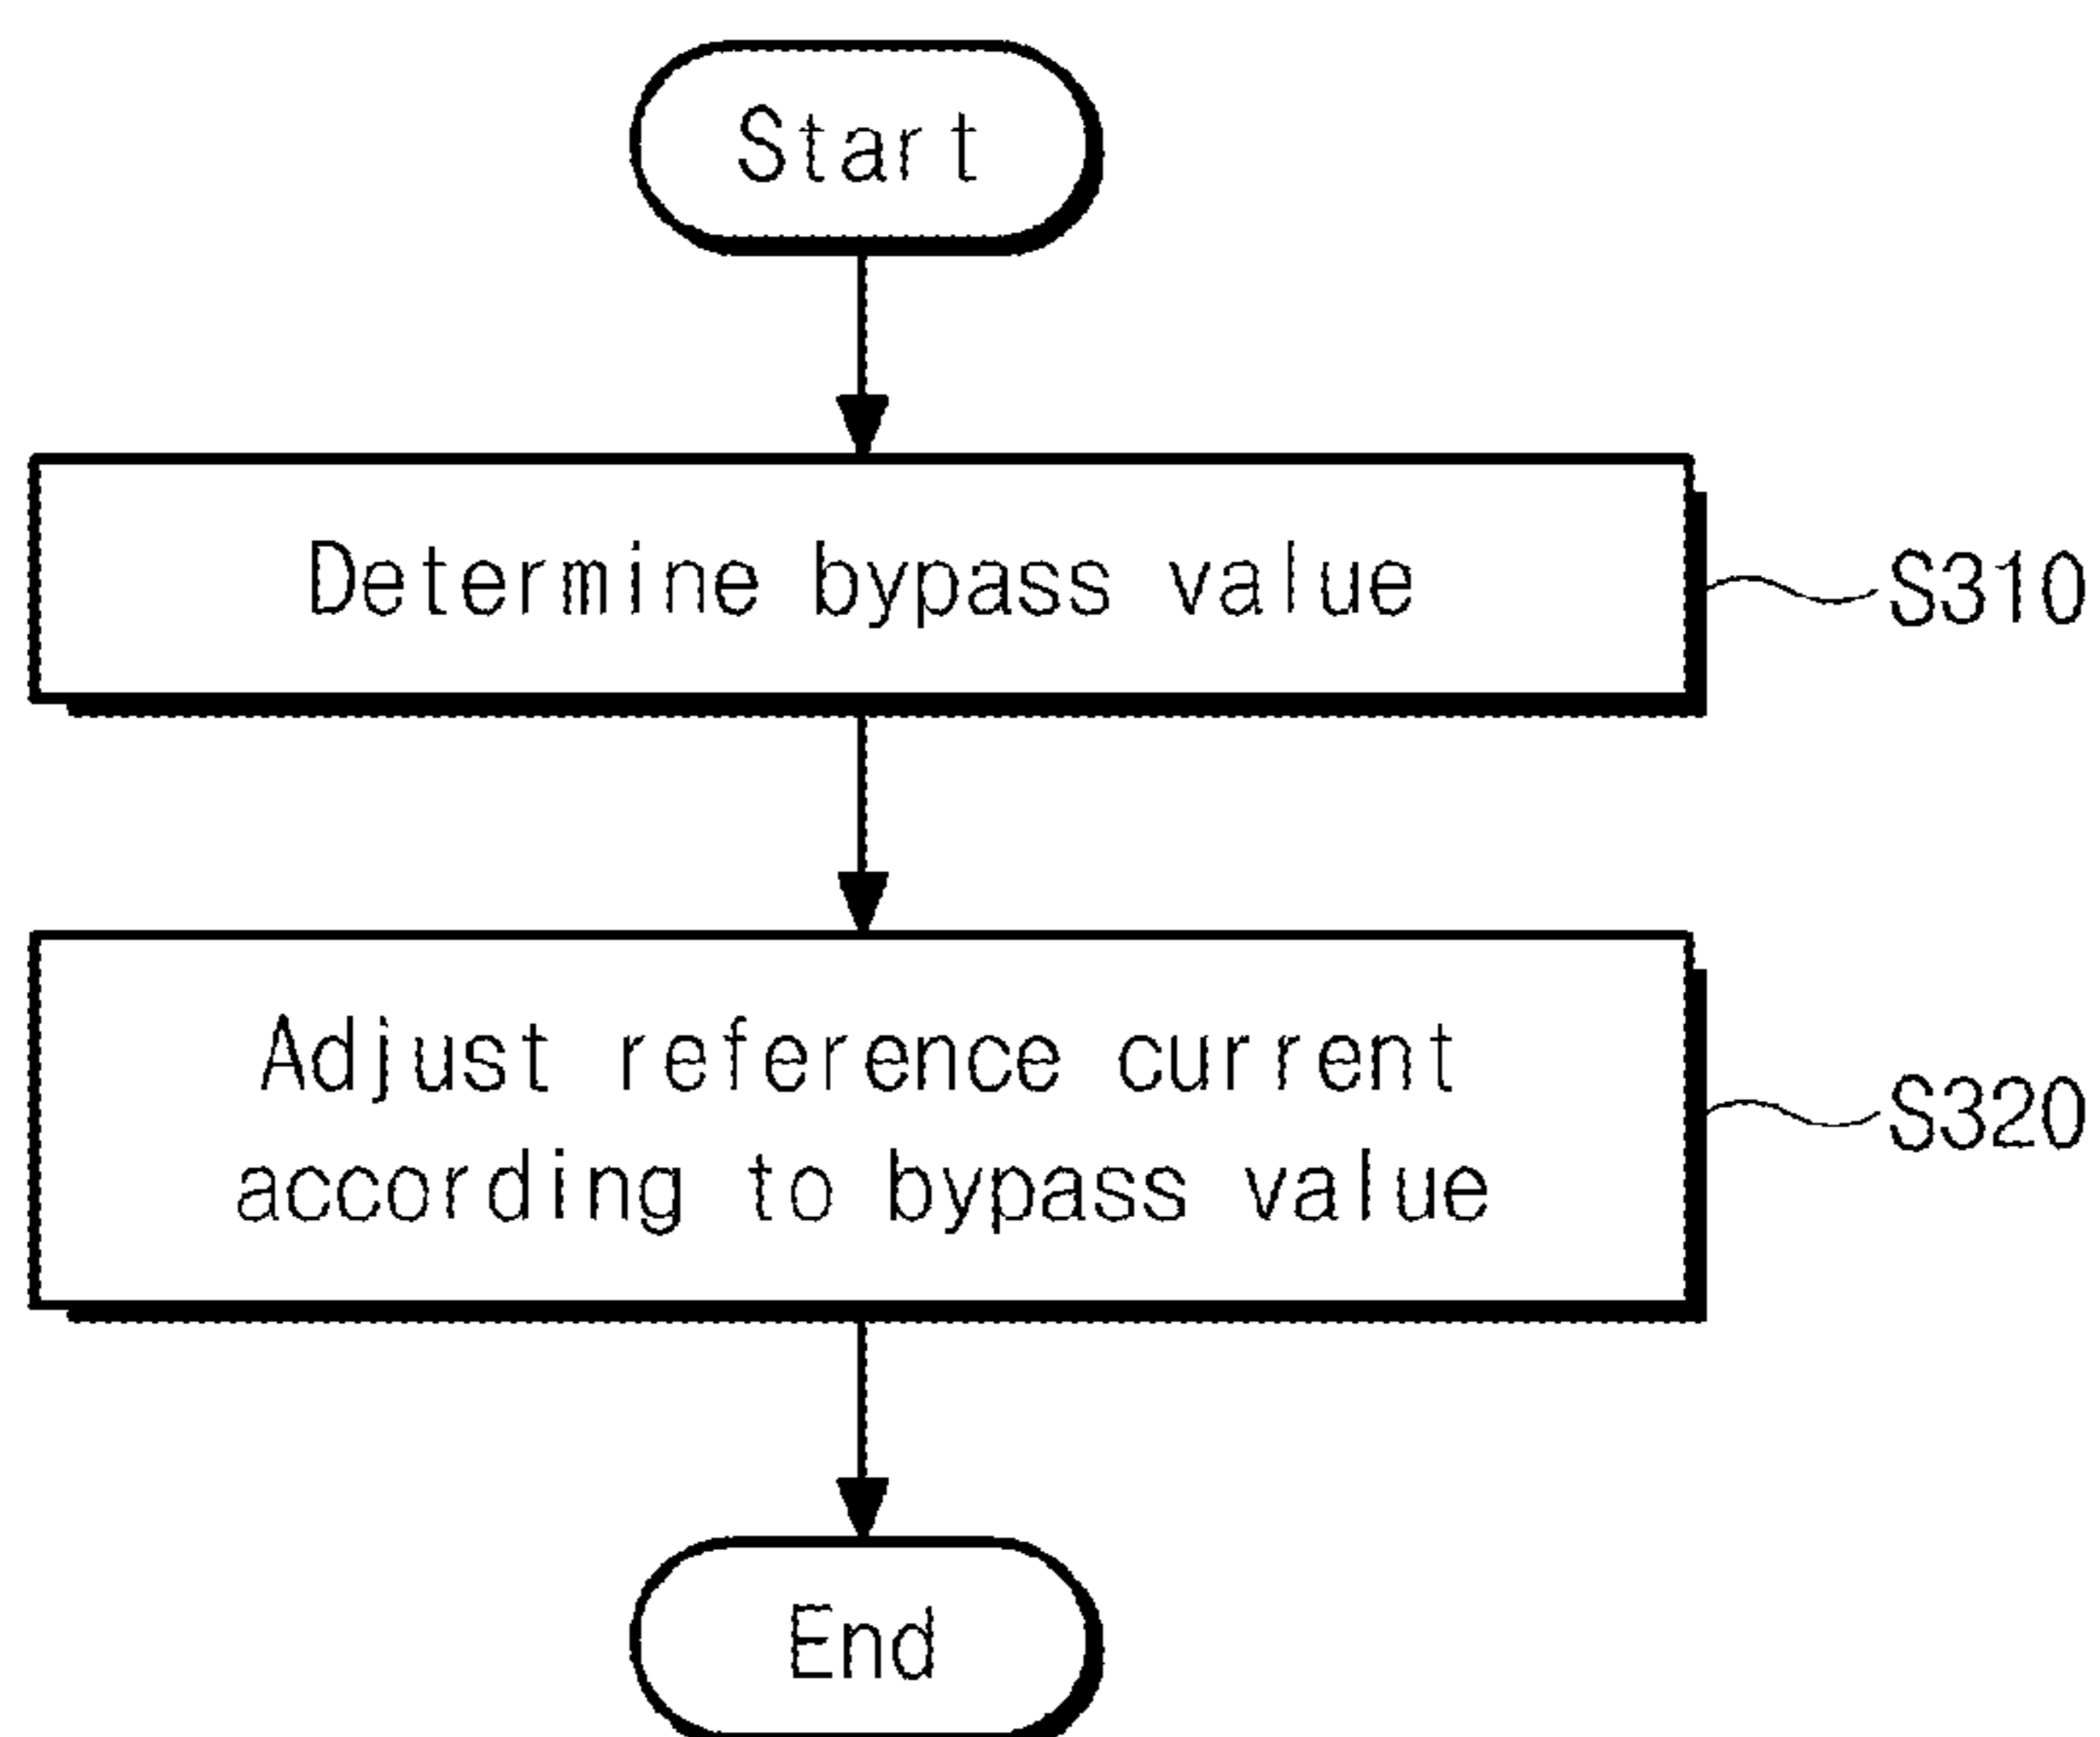 Start
Determine bypass value
S310
Adjust reference current
according to bypass value
S320
End